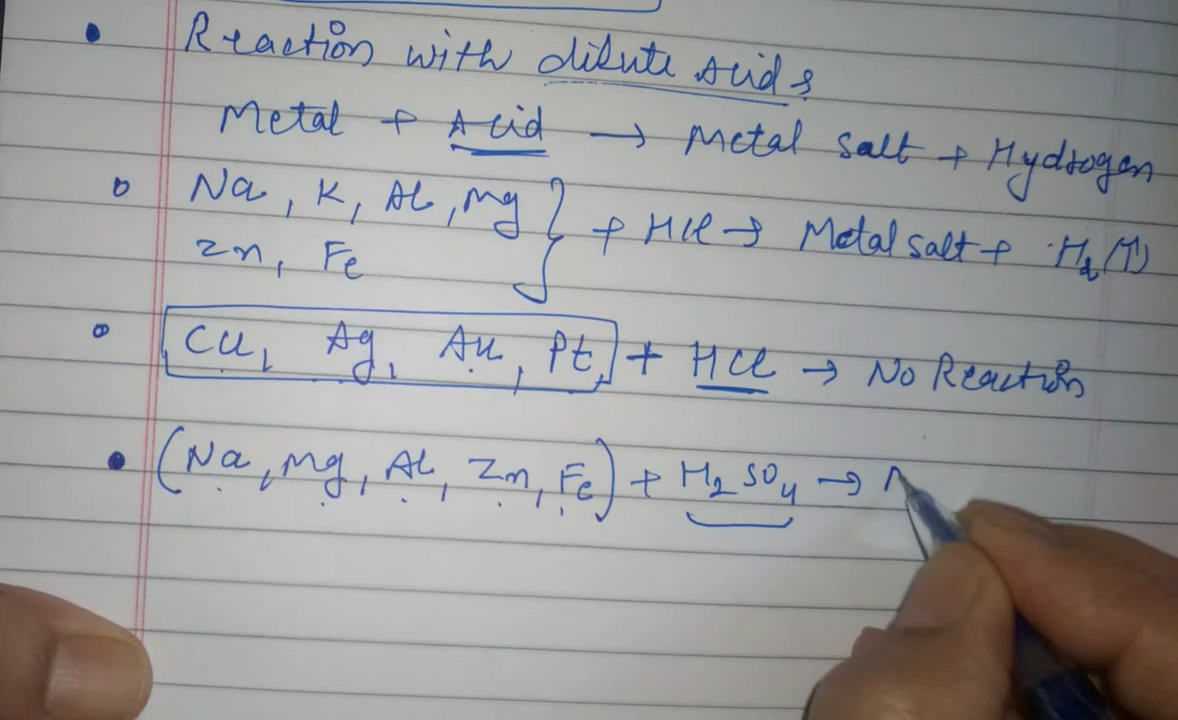 Reaction with dilute Acids
Metal + Acid → Metal salt + Hydrogen
Na, K, Al, Mg } + HCl → Metal salt + H2(↑)
Zn, Fe
Cu, Ag, Au, Pt, + HCl → No Reaction
(Na, Mg, Al, Zn, Fe) + H2SO4 →